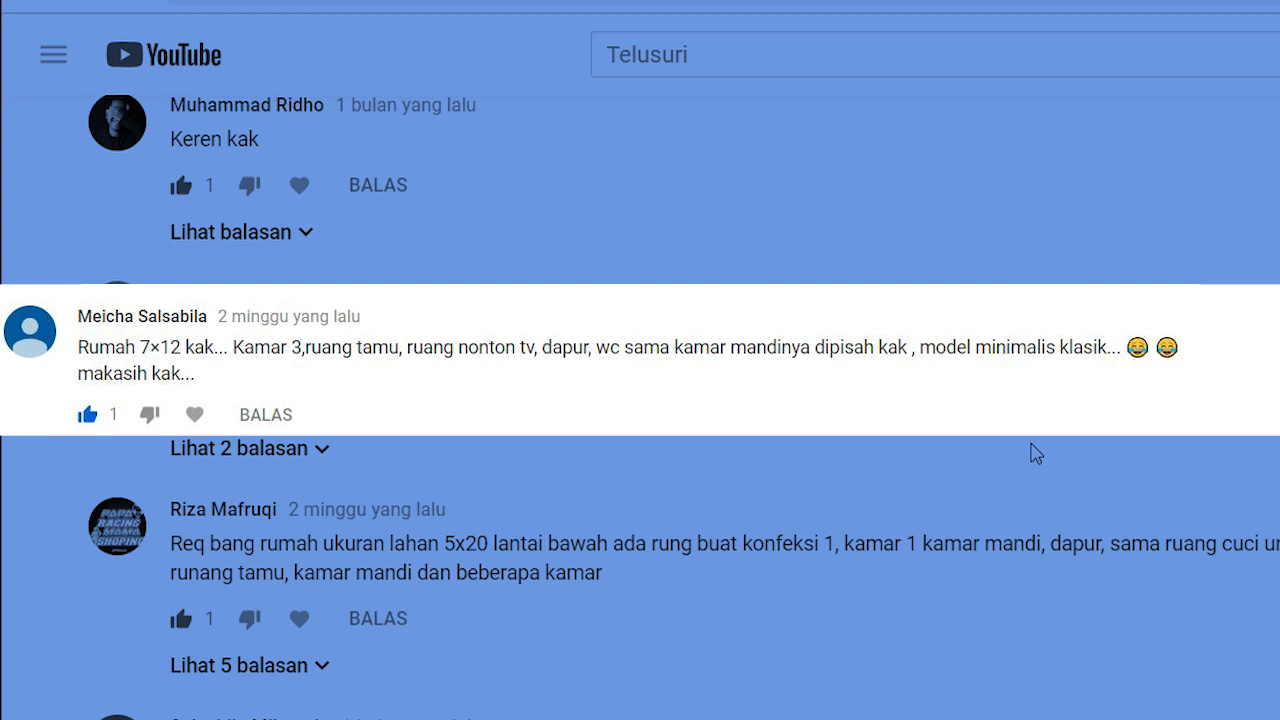 YouTube
Telusuri
Muhammad Ridho 1 bulan yang lalu
Keren kak
1 BALAS
Lihat balasan
Meicha Salsabila 2 minggu yang lalu
Rumah 7×12 kak... Kamar 3,ruang tamu, ruang nonton tv, dapur, wc sama kamar mandinya dipisah kak , model minimalis klasik... 😂 😂
makasih kak...
1 BALAS
Lihat 2 balasan
PAPA RACING MAMA SHOPING
Riza Mafruqi 2 minggu yang lalu
Req bang rumah ukuran lahan 5x20 lantai bawah ada rung buat konfeksi 1, kamar 1 kamar mandi, dapur, sama ruang cuci
runang tamu, kamar mandi dan beberapa kamar
1 BALAS
Lihat 5 balasan